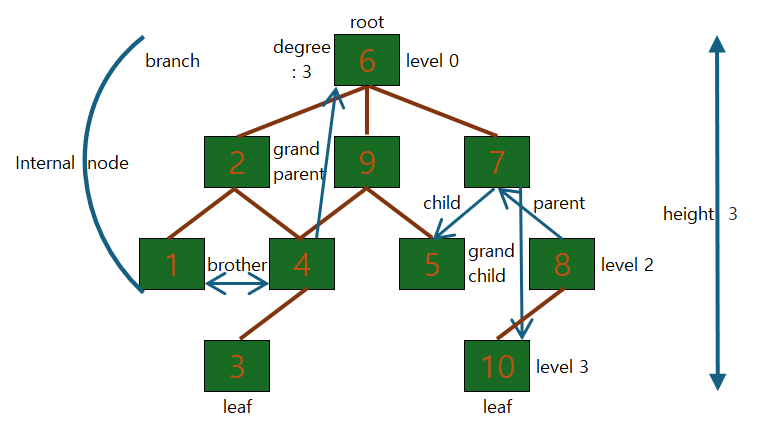 root
degree
: 3
6
level 0
branch
2
grand
parent
9
7
Internal node
child
parent
height 3
1
brother
4
5
grand
child
8
level 2
3
10
level 3
leaf
leaf